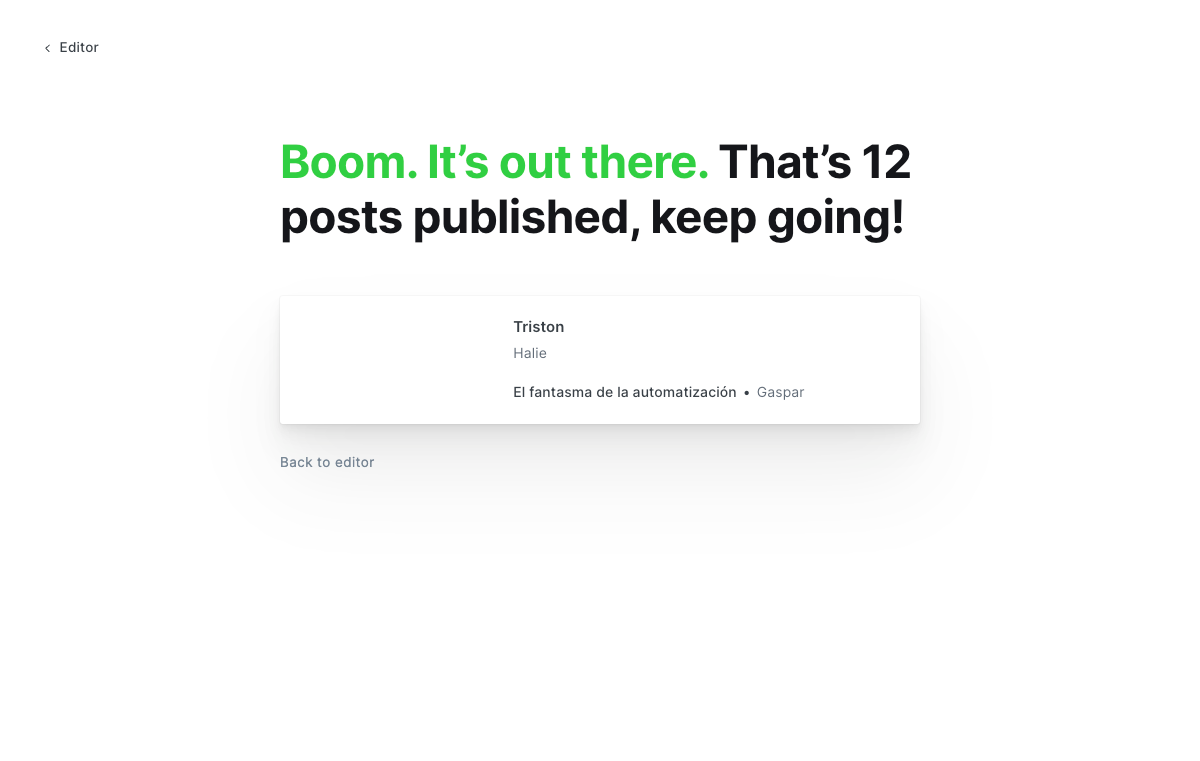 Editor
Boom. It’s out there. That’s 12
posts published, keep going!
Triston
Halie
El fantasma de la automatización • Gaspar
Back to editor